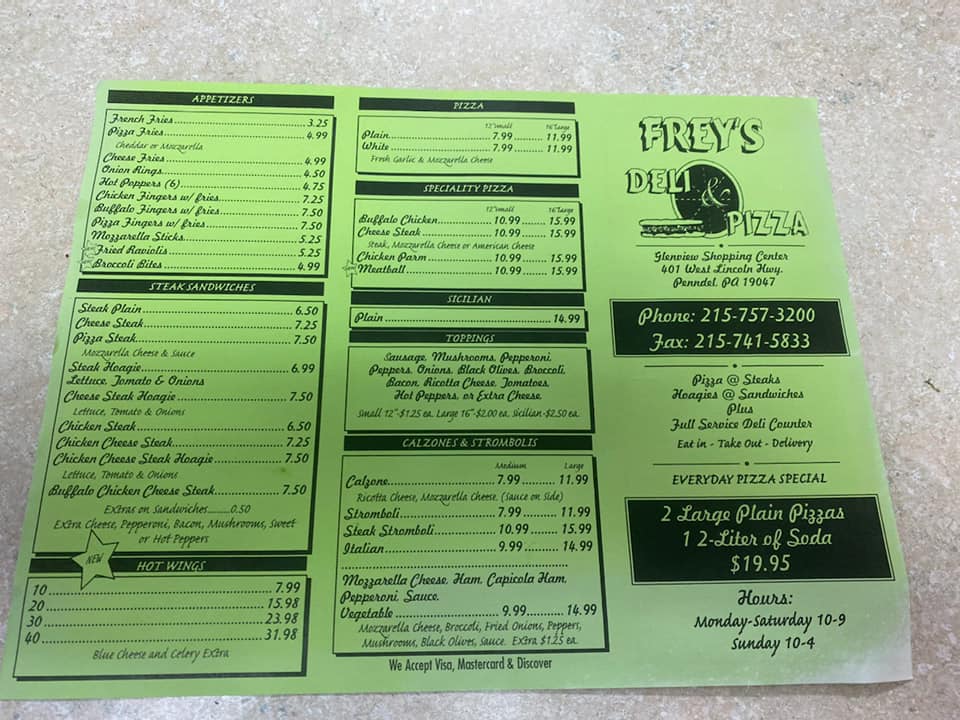 APPETIZERS
French Fries 3.25
Pizza Fries 4.99
Cheddar or Mozzarella
Cheese Fries 4.99
Onion Rings 4.50
Hot Poppers (6) 4.75
Chicken Fingers w/ fries 7.25
Buffalo Fingers w/ fries 7.50
Pizza Fingers w/ fries 7.50
Mozzarella Sticks 5.25
Fried Raviolis 5.25
Broccoli Bites 4.99
STEAK SANDWICHES
Steak Plain 6.50
Cheese Steak 7.25
Pizza Steak 7.50
Mozzarella Cheese & Sauce
Steak Hoagie 6.99
Lettuce, Tomato & Onions
Cheese Steak Hoagie 7.50
Lettuce, Tomato & Onions
Chicken Steak 6.50
Chicken Cheese Steak 7.25
Chicken Cheese Steak Hoagie 7.50
Lettuce, Tomato & Onions
Buffalo Chicken Cheese Steak 7.50
Extras on Sandwiches 0.50
Extra Cheese, Pepperoni, Bacon, Mushrooms, Sweet
or Hot Peppers
NEW
HOT WINGS
10 7.99
20 15.98
30 23.98
40 31.98
Blue Cheese and Celery Extra
PIZZA
12"small 16"large
Plain 7.99 11.99
White 7.99 11.99
Fresh Garlic & Mozzarella Cheese
SPECIALITY PIZZA
12"small 16"large
Buffalo Chicken 10.99 15.99
Cheese Steak 10.99 15.99
Steak, Mozzarella Cheese or American Cheese
Chicken Parm 10.99 15.99
Meatball 10.99 15.99
SICILIAN
Plain 14.99
TOPPINGS
Sausage, Mushrooms, Pepperoni,
Peppers, Onions, Black Olives, Broccoli,
Bacon, Ricotta Cheese, Tomatoes,
Hot Peppers, or Extra Cheese
Small 12"-$1.25 ea. Large 16"-$2.00 ea. Sicilian-$2.50 ea.
CALZONES & STROMBOLIS
Medium Large
Calzone 7.99 11.99
Ricotta Cheese, Mozzarella Cheese, (Sauce on Side)
Stromboli 7.99 11.99
Steak Stromboli 10.99 15.99
Italian 9.99 14.99
Mozzarella Cheese, Ham, Capicola Ham,
Pepperoni, Sauce.
Vegetable 9.99 14.99
Mozzarella Cheese, Broccoli, Fried Onions, Peppers,
Mushrooms, Black Olives, Sauce. Extra $1.25 ea.
We Accept Visa, Mastercard & Discover
FREY'S
DELI
&
PIZZA
Glenview Shopping Center
401 West Lincoln Hwy.
Penndel, PA 19047
Phone: 215-757-3200
Fax: 215-741-5833
Pizza @ Steaks
Hoagies @ Sandwiches
Plus
Full Service Deli Counter
Eat in - Take Out - Delivery
EVERYDAY PIZZA SPECIAL
2 Large Plain Pizzas
1 2-Liter of Soda
$19.95
Hours:
Monday-Saturday 10-9
Sunday 10-4